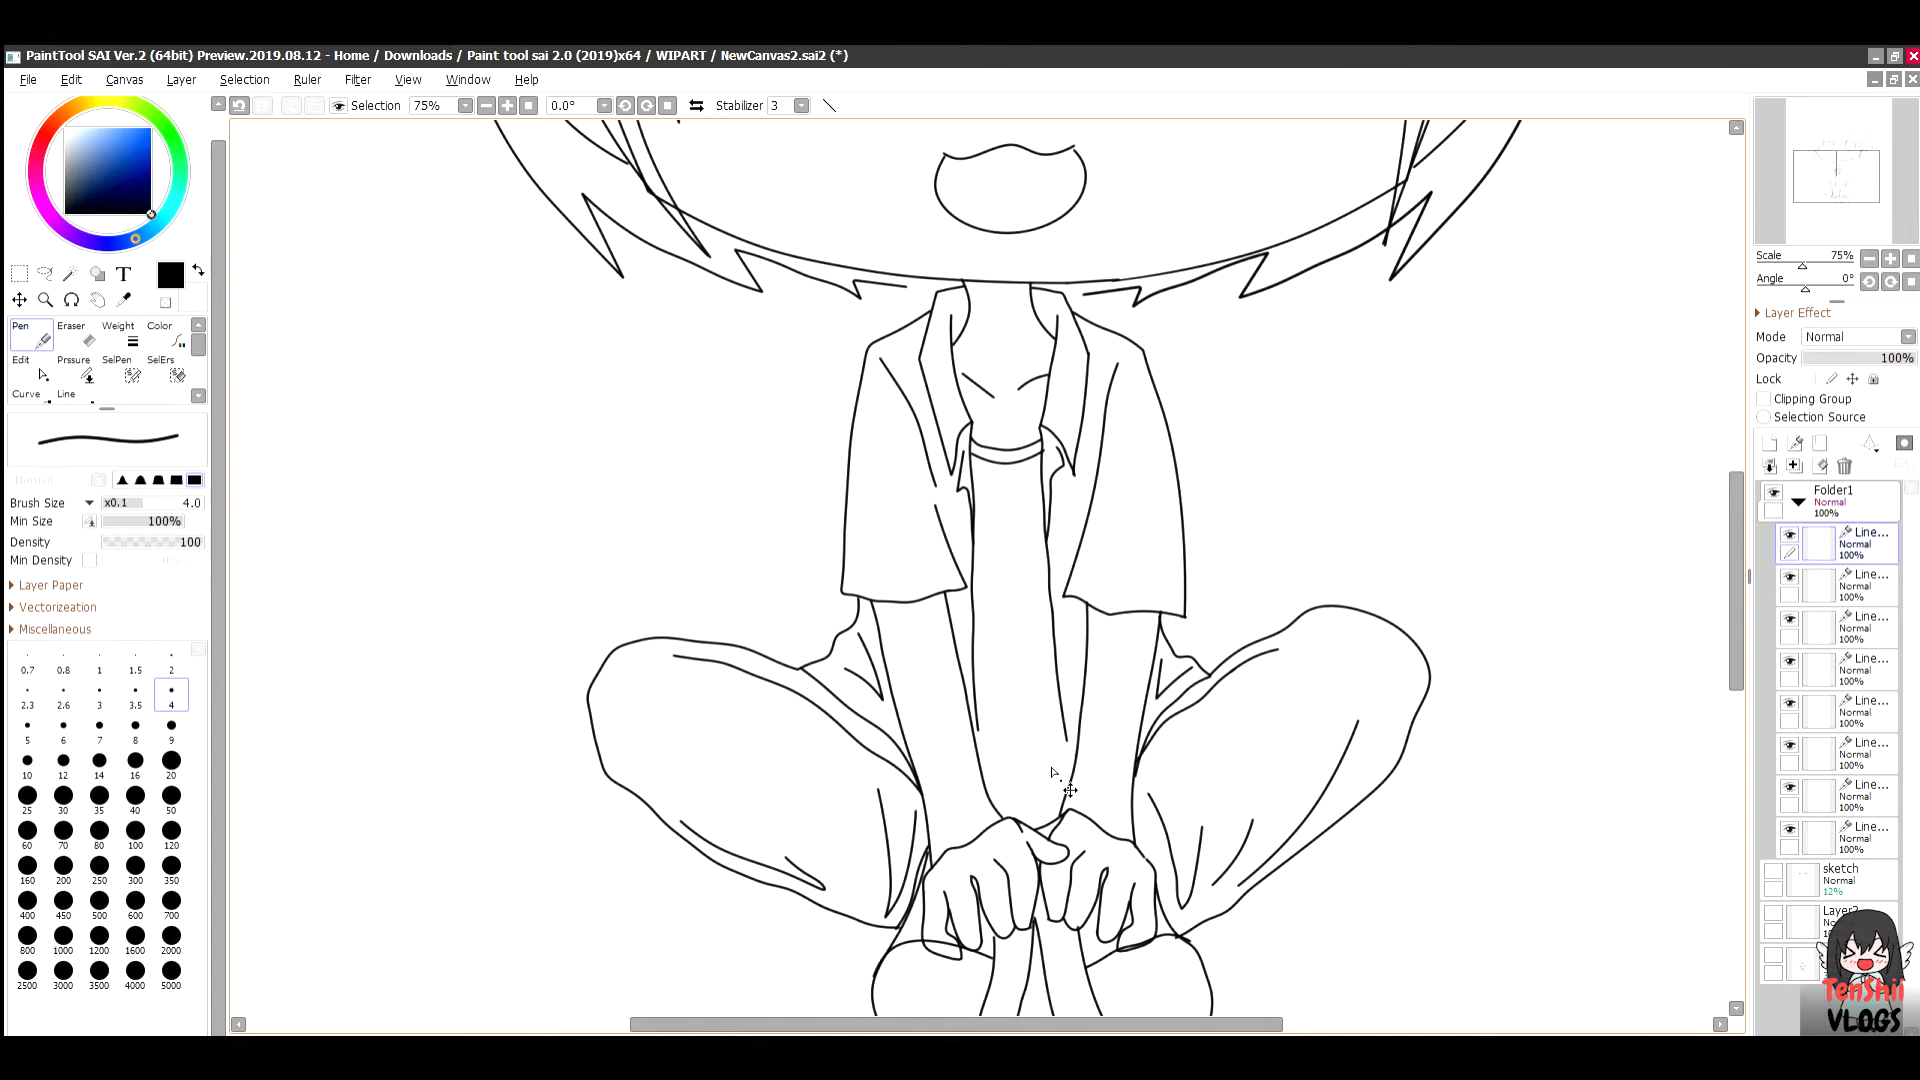 PaintTool SAI Ver.2 (64bit) Preview.2019.08.12 - Home / Downloads / Paint tool sai 2.0 (2019)x64 / WIPART / NewCanvas2.sai2 (*)
File Edit Canvas Layer Selection Ruler Filter View Window Help
Selection 75% 0.0° Stabilizer 3
T
Pen Eraser Weight Color
Edit Prssure SelPen SelErs
Curve Line
Normal
Brush Size x0.1 4.0
Min Size 100%
Density 100
Min Density
Layer Paper
Vectorizeation
Miscellaneous
0.7 0.8 1 1.5 2
2.3 2.6 3 3.5 4
5 6 7 8 9
10 12 14 16 20
25 30 35 40 50
60 70 80 100 120
160 200 250 300 350
400 450 500 600 700
800 1000 1200 1600 2000
2500 3000 3500 4000 5000
Scale 75%
Angle 0°
Layer Effect
Mode Normal
Opacity 100%
Lock
Clipping Group
Selection Source
Folder1
Normal
100%
Line...
Normal
100%
Line...
Normal
100%
Line...
Normal
100%
Line...
Normal
100%
Line...
Normal
100%
Line...
Normal
100%
Line...
Normal
100%
Line...
Normal
100%
sketch
Normal
12%
TenShii
VLOGS